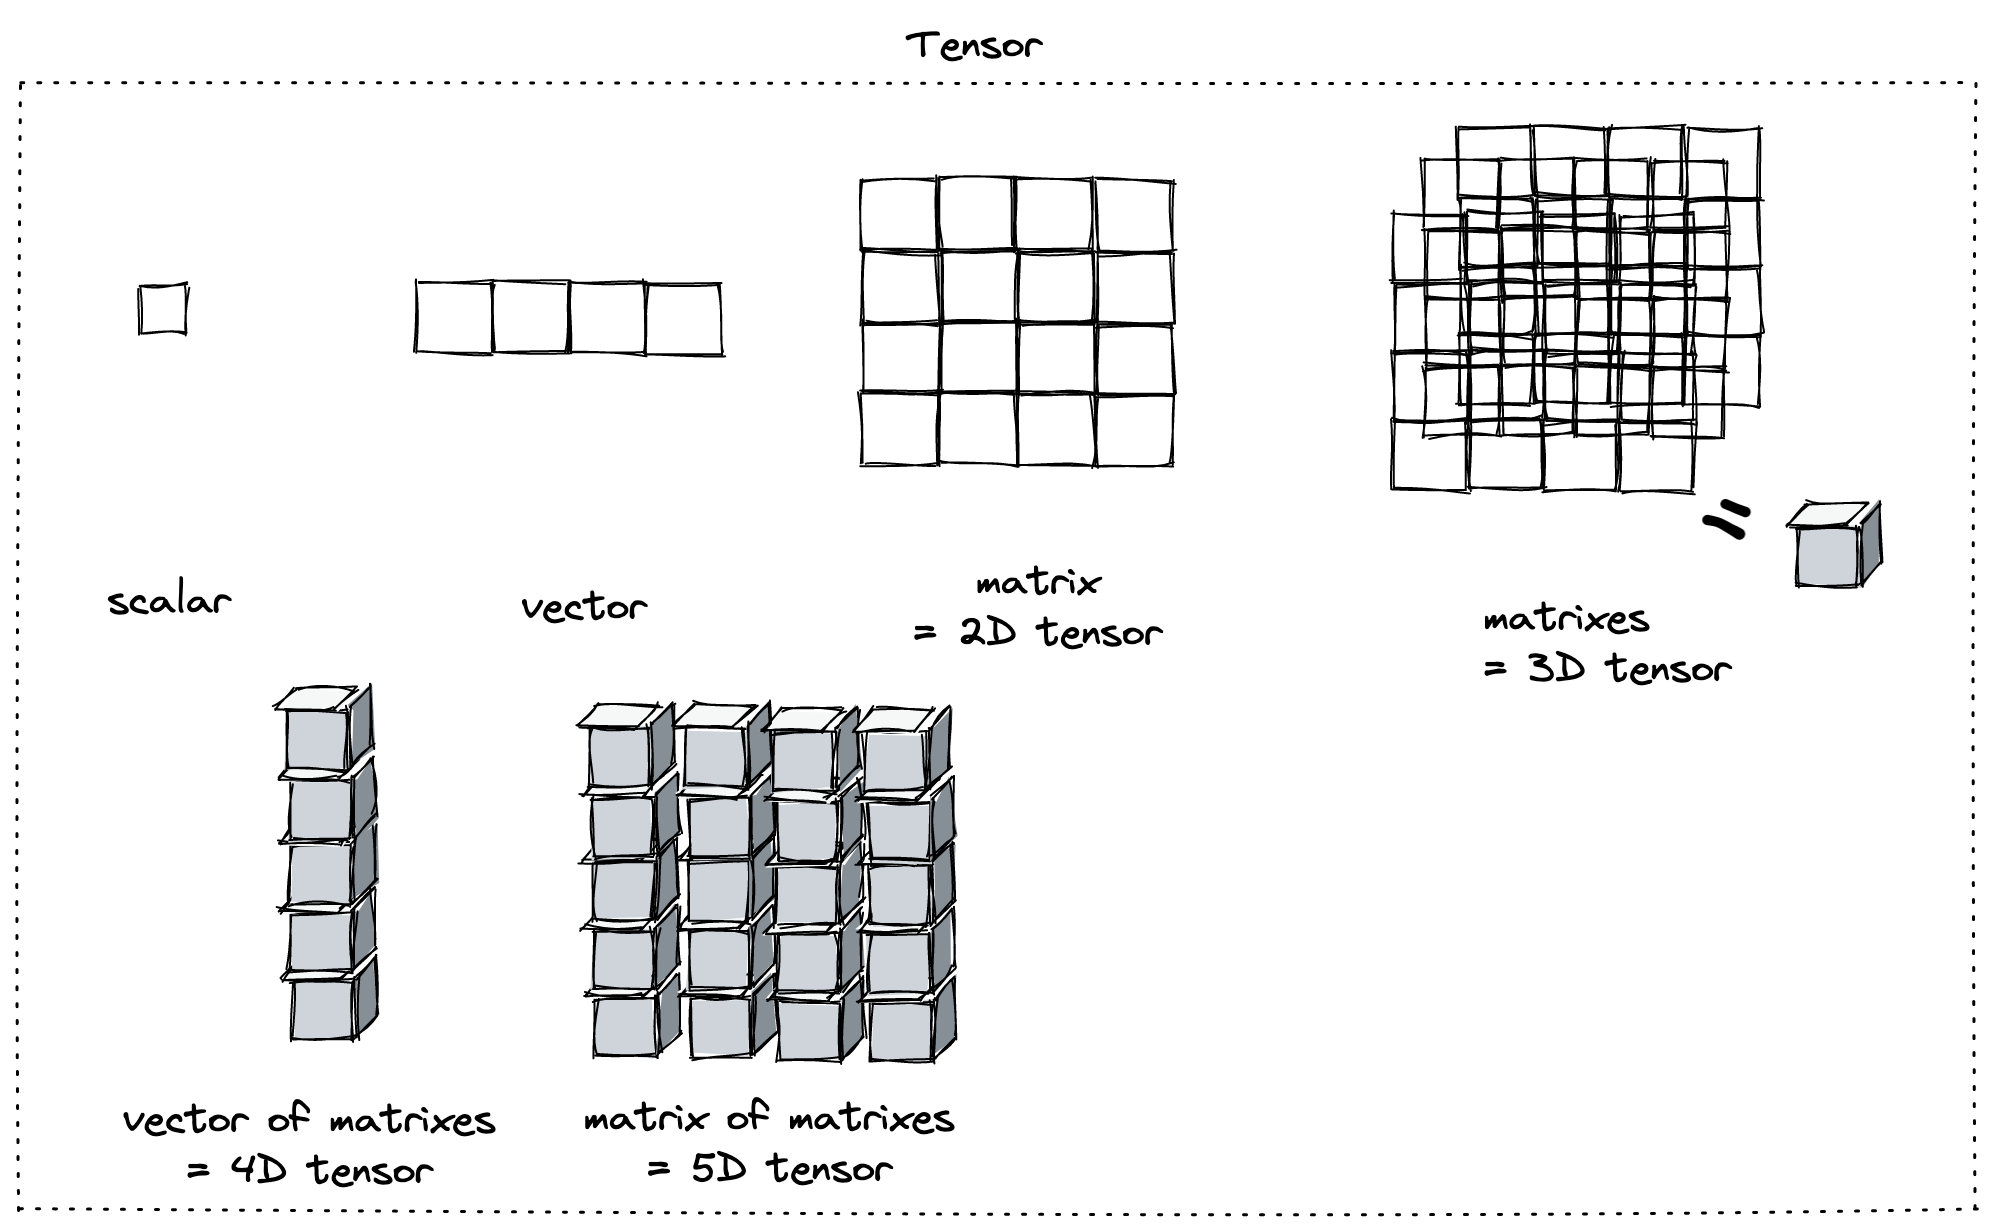 Tensor
scalar
vector
matrix
= 2D tensor
matrixes
= 3D tensor
vector of matrixes
= 4D tensor
matrix of matrixes
= 5D tensor